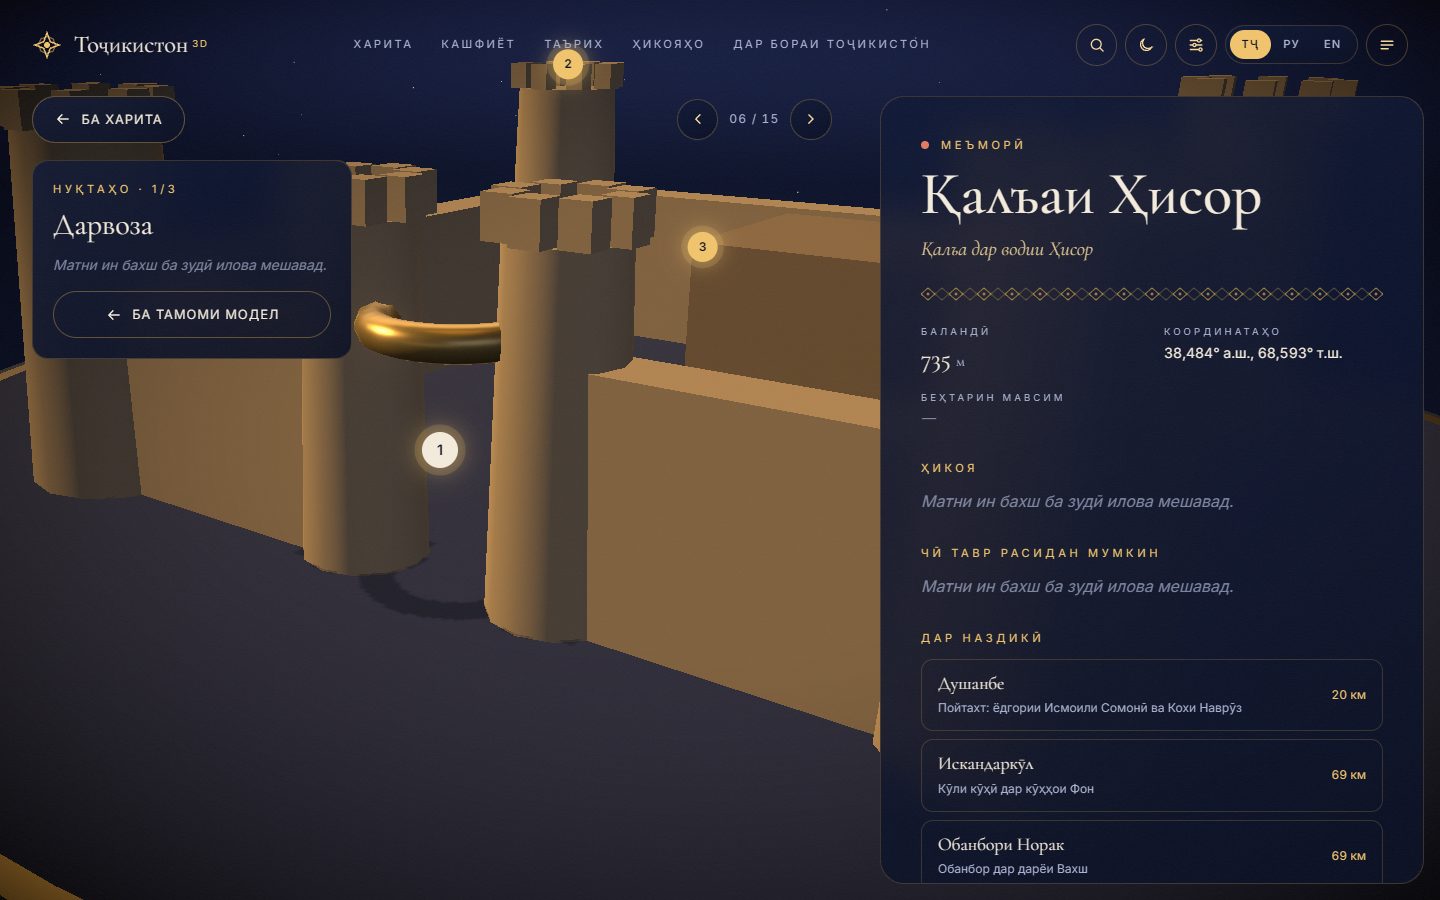 Тоҷикистон 3D
ХАРИТА КАШФИЁТ ТАЪРИХ ҲИКОЯҲО ДАР БОРАИ ТОҶИКИСТОН
ТҶ РУ EN
2
БА ХАРИТА
06 / 15
НУҚТАҲО · 1/3
Дарвоза
Матни ин бахш ба зудӣ илова мешавад.
БА ТАМОМИ МОДЕЛ
3
1
МЕЪМОРӢ
Қалъаи Ҳисор
Қалъа дар водии Ҳисор
БАЛАНДӢ
735 м
КООРДИНАТАҲО
38,484° а.ш., 68,593° т.ш.
БЕҲТАРИН МАВСИМ
—
ҲИКОЯ
Матни ин бахш ба зудӣ илова мешавад.
ЧӢ ТАВР РАСИДАН МУМКИН
Матни ин бахш ба зудӣ илова мешавад.
ДАР НАЗДИКӢ
Душанбе
Пойтахт: ёдгории Исмоили Сомонӣ ва Кохи Наврӯз
20 км
Искандаркӯл
Кӯли кӯҳӣ дар кӯҳҳои Фон
69 км
Обанбори Норак
Обанбор дар дарёи Вахш
69 км